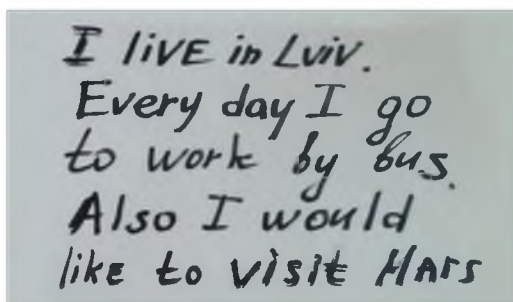 I live in Lviv.
Every day I go
to work by bus.
Also I would
like to visit Mars